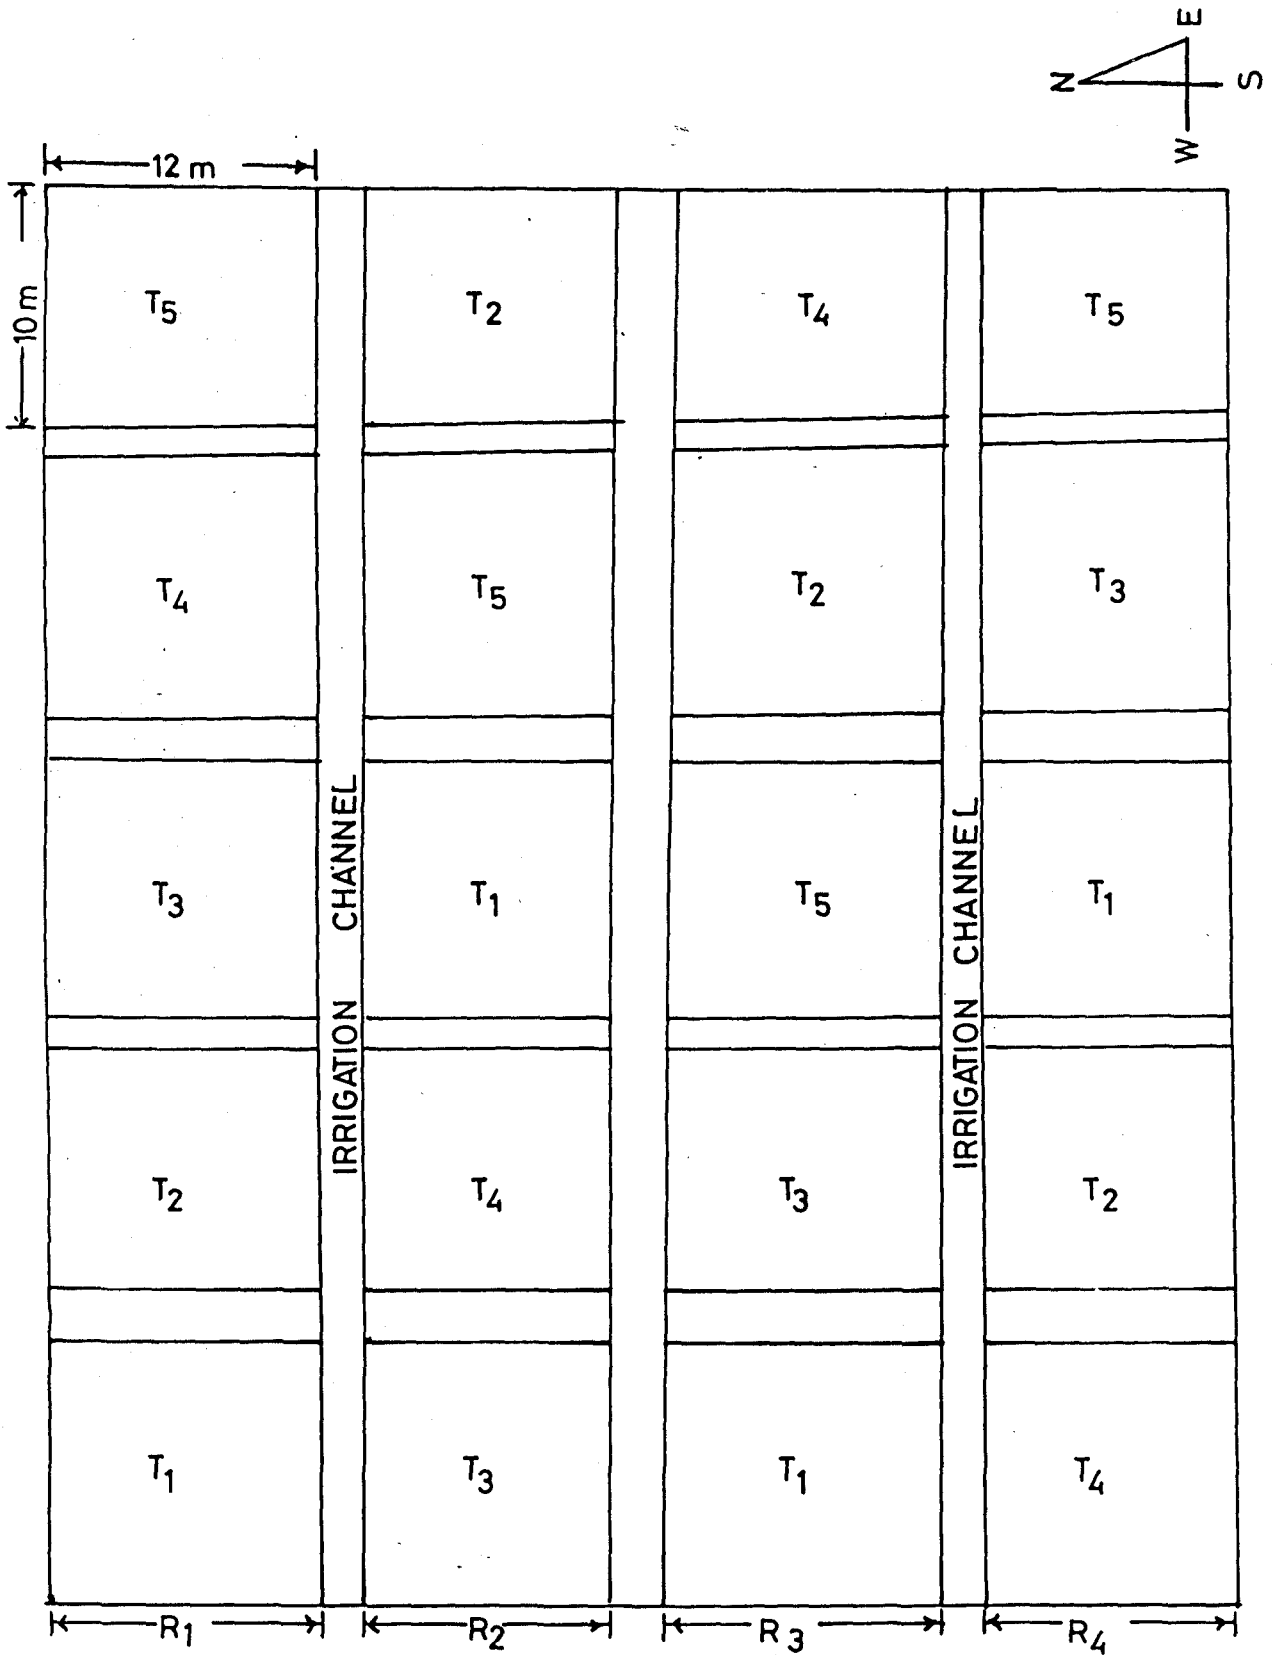 E
N
S
W
12 m
10 m
T5 T2 T4 T5
T4 T5 T2 T3
T3 T1 T5 T1
IRRIGATION CHANNEL
IRRIGATION CHANNEL
T2 T4 T3 T2
T1 T3 T1 T4
R1 R2 R3 R4